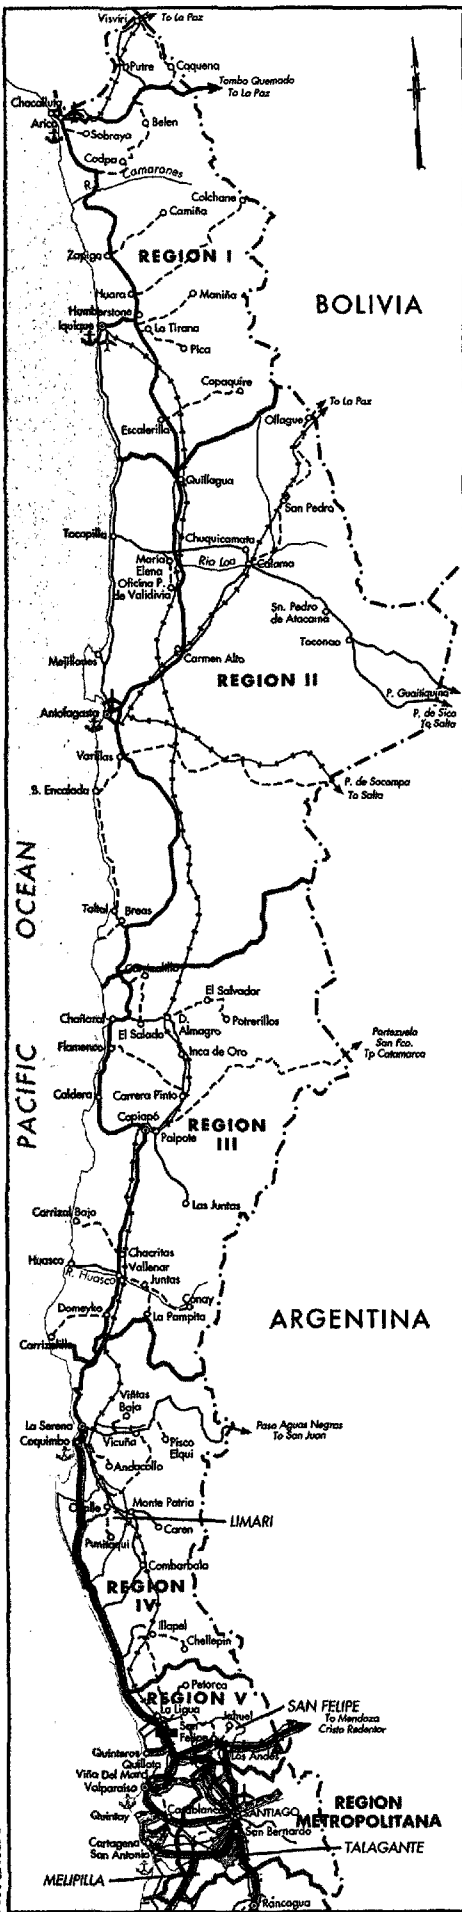 Visviri
To La Paz
Putre
Caquena
Tambo Quemado
To La Paz
Chacalluta
Arica
Belen
Sobraya
Codpa
R. Camarones
Colchane
Camiña
Zapiga
REGION I
Huara
Mamiña
BOLIVIA
Humberstone
Iquique
La Tirana
Pica
Copaquire
Escalerilla
Ollague
To La Paz
Quillagua
San Pedro
Tocopilla
Chuquicamata
Maria
Elena
Rio Loa
Calama
Oficina P.
de Valdivia
Sn. Pedro
de Atacama
Toconao
Mejillones
Carmen Alto
REGION II
P. Guaitiquina
P. de Sico
To Salta
Antofagasta
Varillas
P. de Socompa
To Salta
B. Encalada
PACIFIC OCEAN
Taltal
Breas
El Salvador
Chañaral
D.
Almagro
Potrerillos
El Salado
Flamenco
Inca de Oro
Portezuela
San Fco.
Tp Catamarca
Caldera
Carrera Pinto
Copiapó
Paipote
REGION
III
Las Juntas
Carrizal Bajo
Chacritas
Huasco
Vallenar
R. Huasco
Juntas
Conay
Domeyko
La Pampita
ARGENTINA
Carrizalillo
Viñitas
Baja
La Serena
Coquimbo
Vicuña
Pisco
Elqui
Paso Aguas Negras
To San Juan
Andacollo
Ovalle
Monte Patria
LIMARI
Caren
Punitaqui
Combarbala
REGION
IV
Illapel
Chellepin
Petorca
REGION V
La Ligua
Jahuel
SAN FELIPE
To Mendoza
Cristo Redentor
San
Felipe
Quinteros
Quillota
Los Andes
Viña Del Mar
Valparaiso
Casablanca
Quintay
SANTIAGO
REGION
METROPOLITANA
San Bernardo
Cartagena
San Antonio
TALAGANTE
MELIPILLA
Rancagua